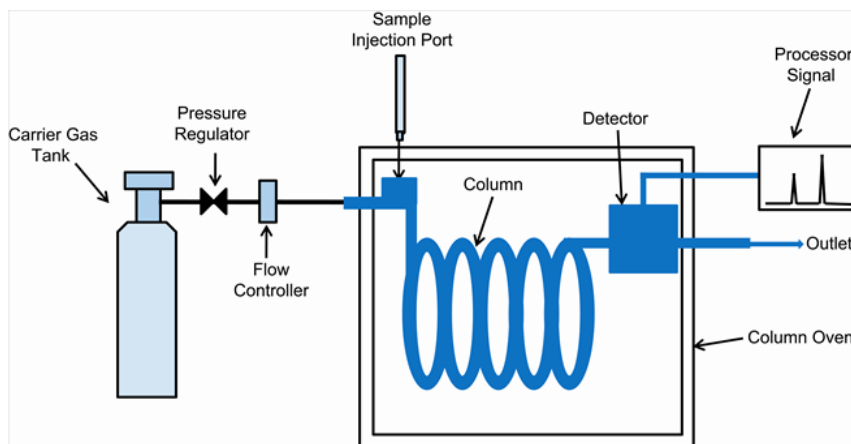 Sample
Injection Port
Processor
Signal
Pressure
Regulator
Detector
Carrier Gas
Tank
Column
Flow
Controller
Outlet
Column Oven